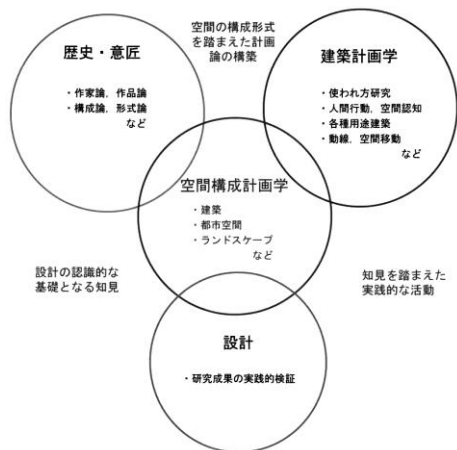 空間の構成形式
を踏まえた計画
論の構築
歴史・意匠
・作家論，作品論
・構成論，形式論
など
建築計画学
・使われ方研究
・人間行動，空間認知
・各種用途建築
・動線，空間移動
など
空間構成計画学
・建築
・都市空間
・ランドスケープ
など
設計の認識的な
基礎となる知見
知見を踏まえた
実践的な活動
設計
・研究成果の実践的検証